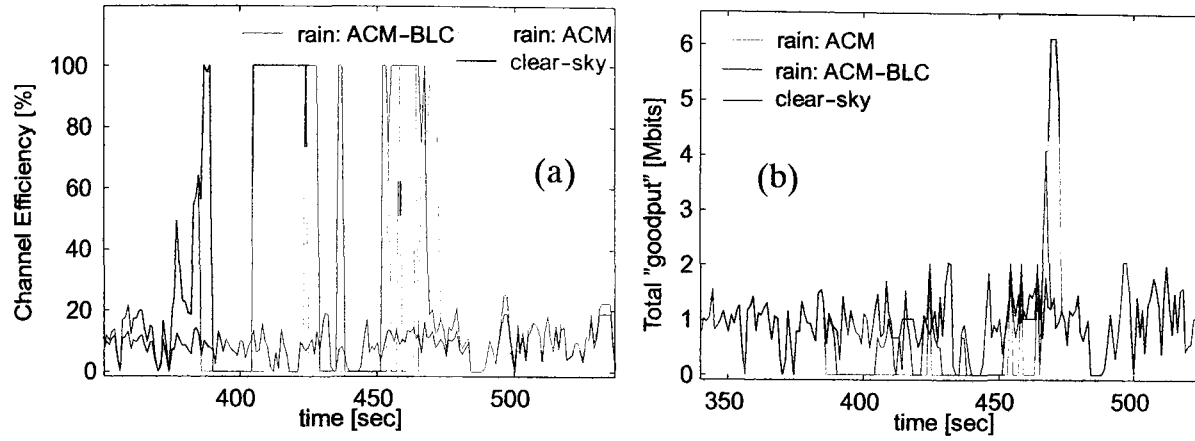 rain: ACM-BLC
rain: ACM
clear-sky
Channel Efficiency [%]
100
80
60
40
20
0
400
450
500
time [sec]
(a)
rain: ACM
rain: ACM-BLC
clear-sky
Total "goodput" [Mbits]
6
5
4
3
2
1
0
350
400
450
500
time [sec]
(b)